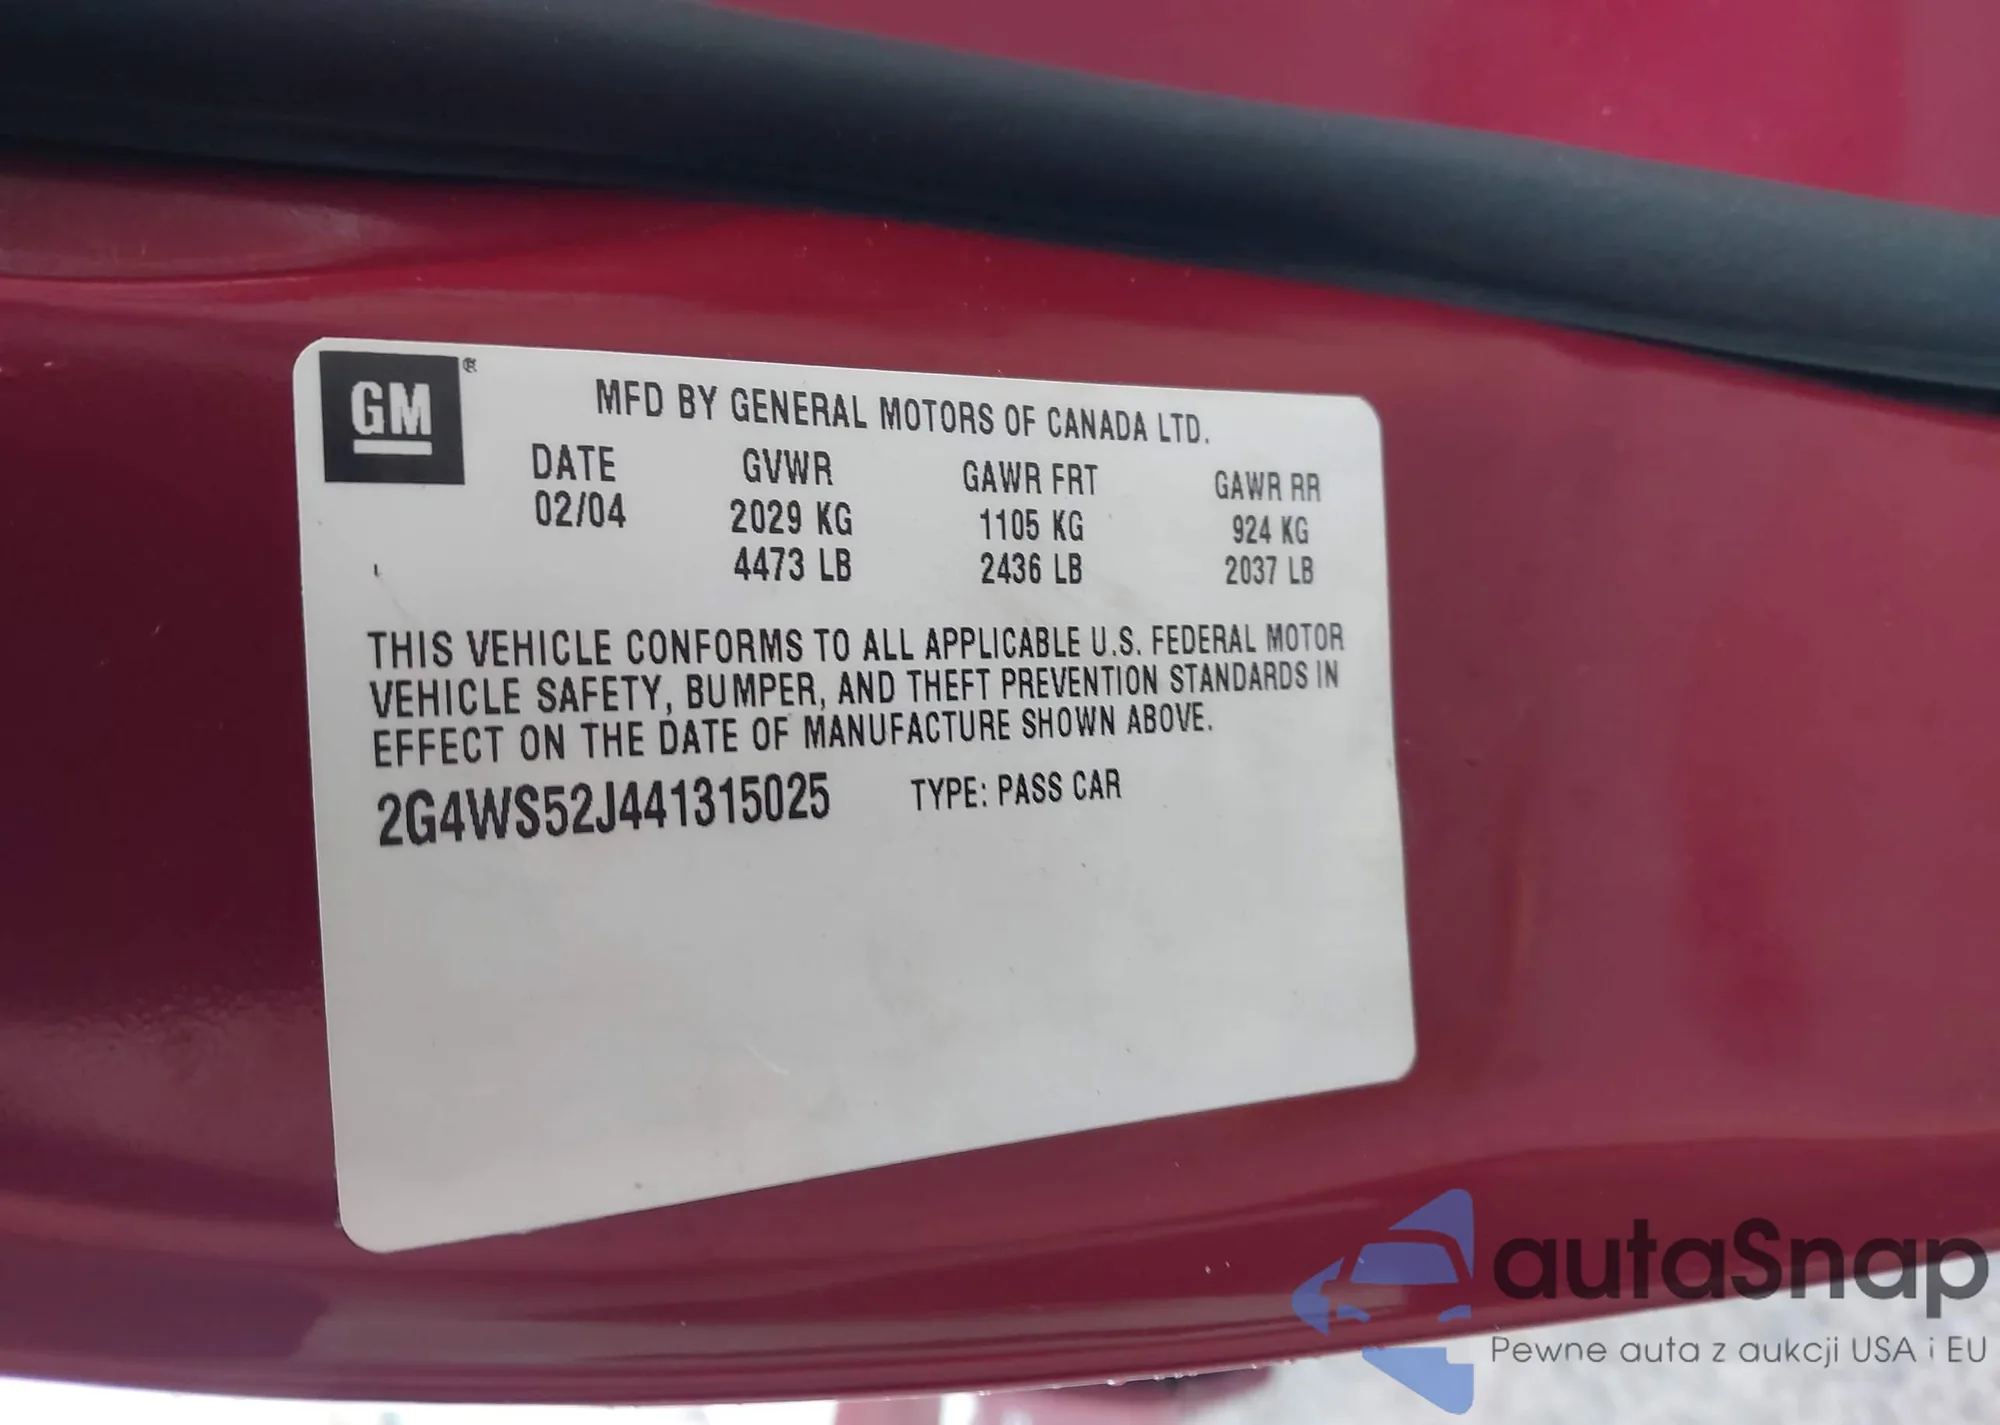 GM®
MFD BY GENERAL MOTORS OF CANADA LTD.
DATE GVWR GAWR FRT GAWR RR
02/04 2029 KG 1105 KG 924 KG
4473 LB 2436 LB 2037 LB
THIS VEHICLE CONFORMS TO ALL APPLICABLE U.S. FEDERAL MOTOR
VEHICLE SAFETY, BUMPER, AND THEFT PREVENTION STANDARDS IN
EFFECT ON THE DATE OF MANUFACTURE SHOWN ABOVE.
2G4WS52J441315025 TYPE: PASS CAR
autaSnap
Pewne auta z aukcji USA i EU